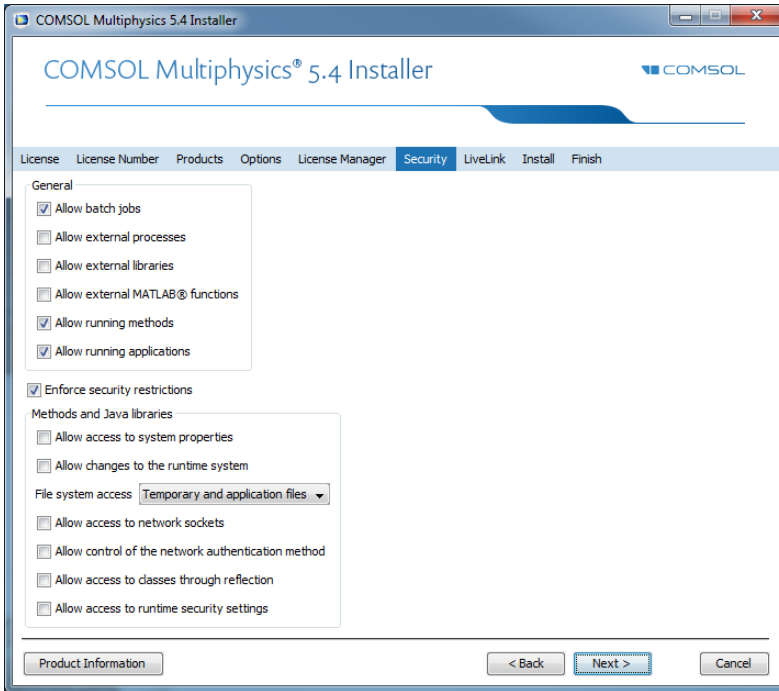 COMSOL Multiphysics 5.4 Installer
COMSOL Multiphysics® 5.4 Installer
COMSOL
License License Number Products Options License Manager Security LiveLink Install Finish
General
Allow batch jobs
Allow external processes
Allow external libraries
Allow external MATLAB® functions
Allow running methods
Allow running applications
Enforce security restrictions
Methods and Java libraries
Allow access to system properties
Allow changes to the runtime system
File system access Temporary and application files
Allow access to network sockets
Allow control of the network authentication method
Allow access to classes through reflection
Allow access to runtime security settings
Product Information < Back Next > Cancel